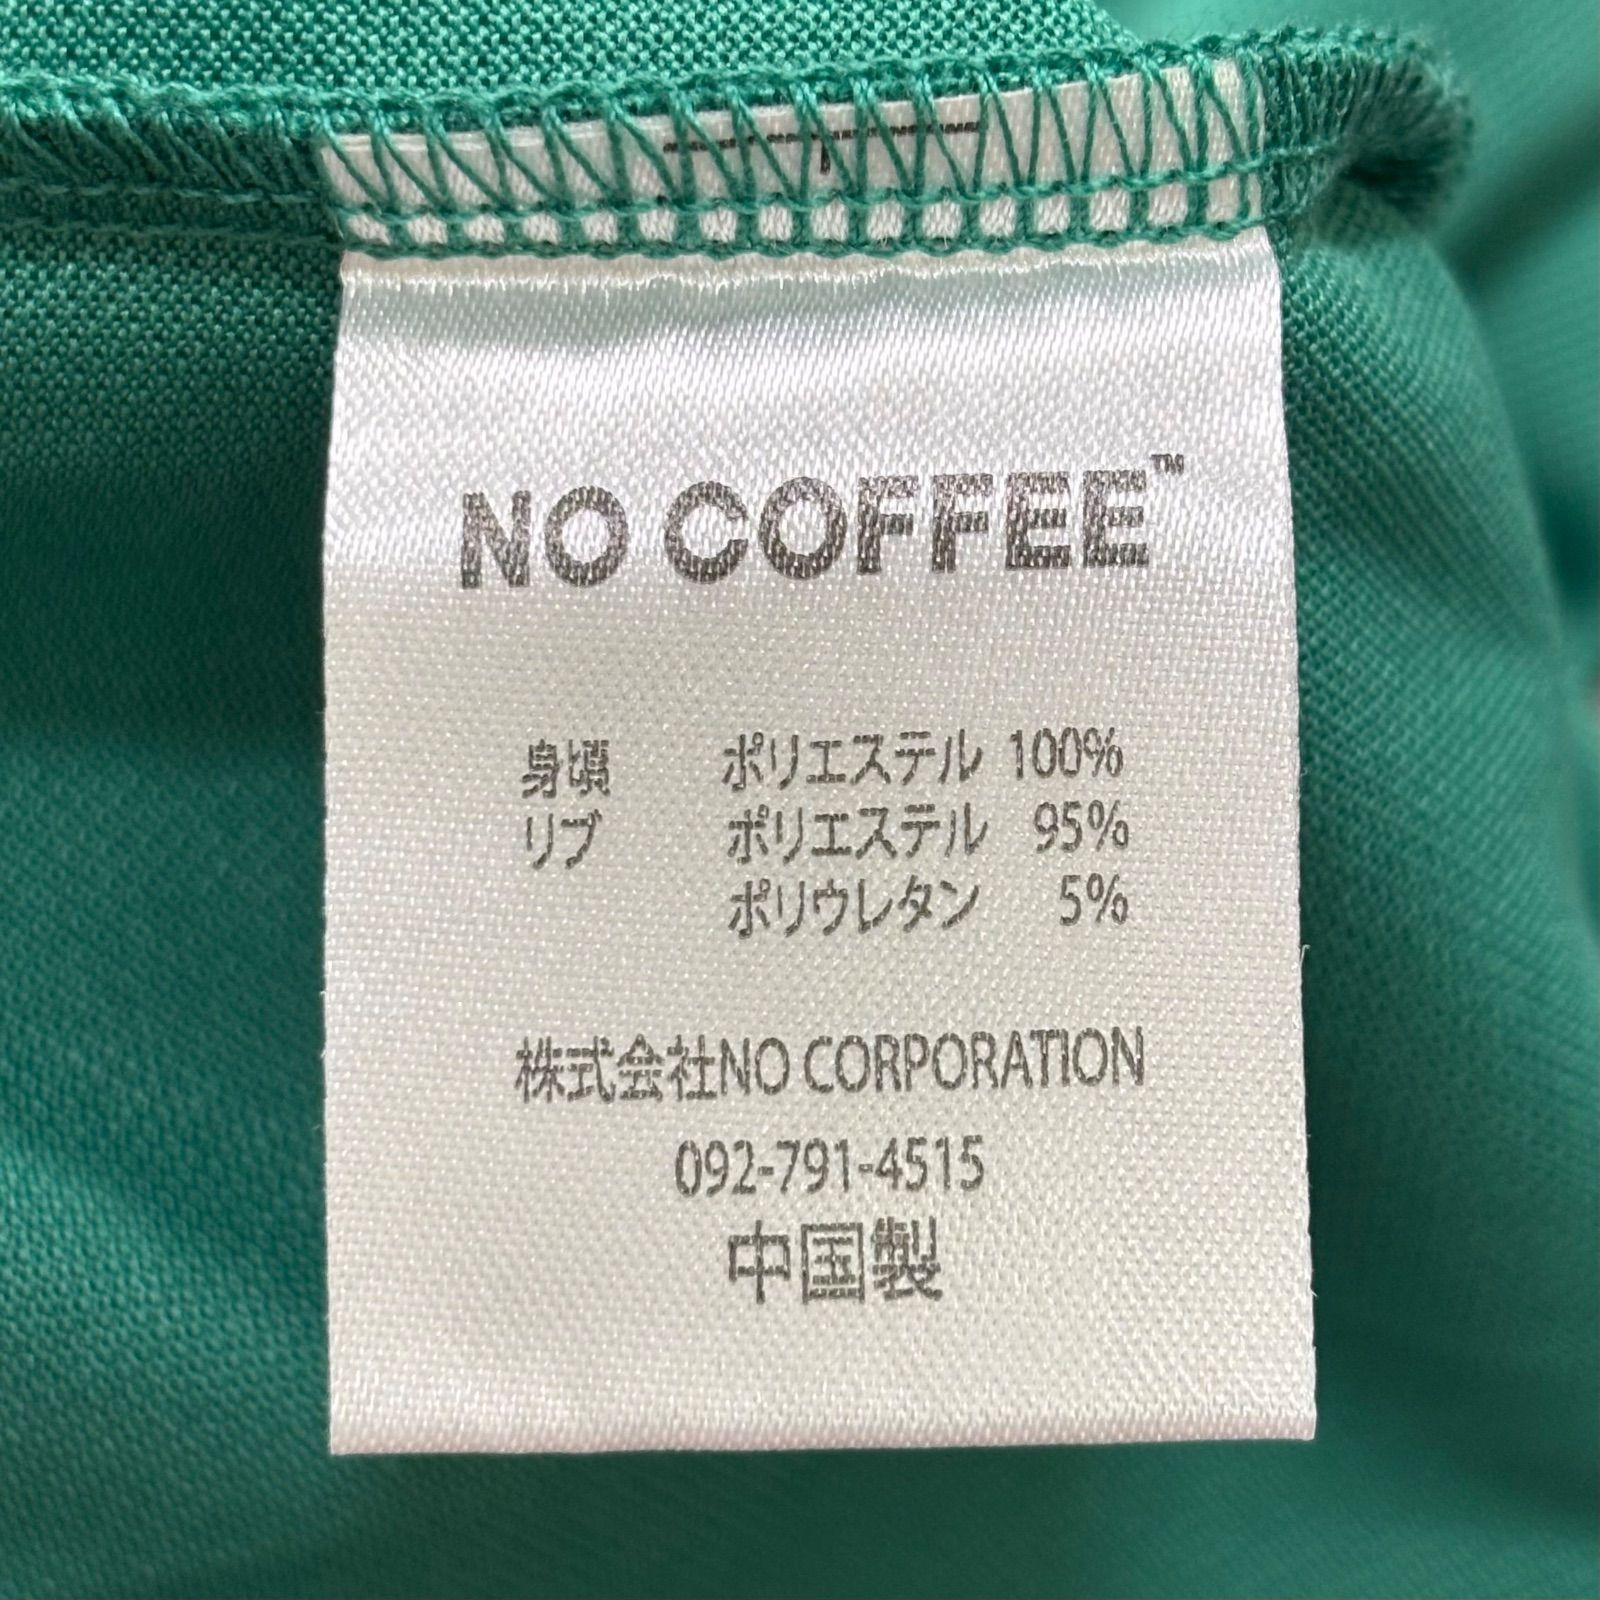 NO COFFEE™
身頃 ポリエステル 100%
リブ ポリエステル 95%
ポリウレタン 5%
株式会社NO CORPORATION
092-791-4515
中国製